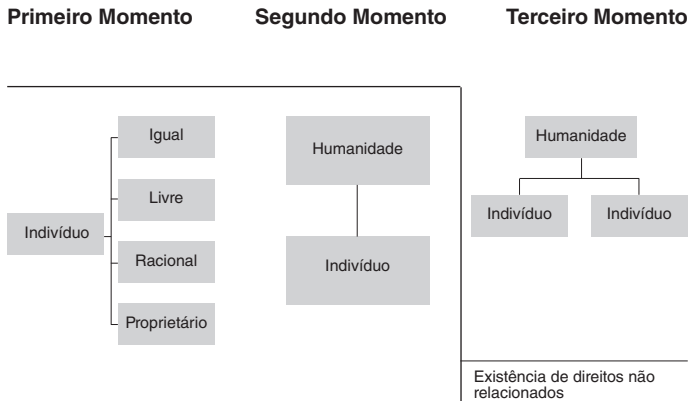 Primeiro Momento
Segundo Momento
Terceiro Momento
Indivíduo
Igual
Livre
Racional
Proprietário
Humanidade
Indivíduo
Humanidade
Indivíduo
Indivíduo
Existência de direitos não
relacionados